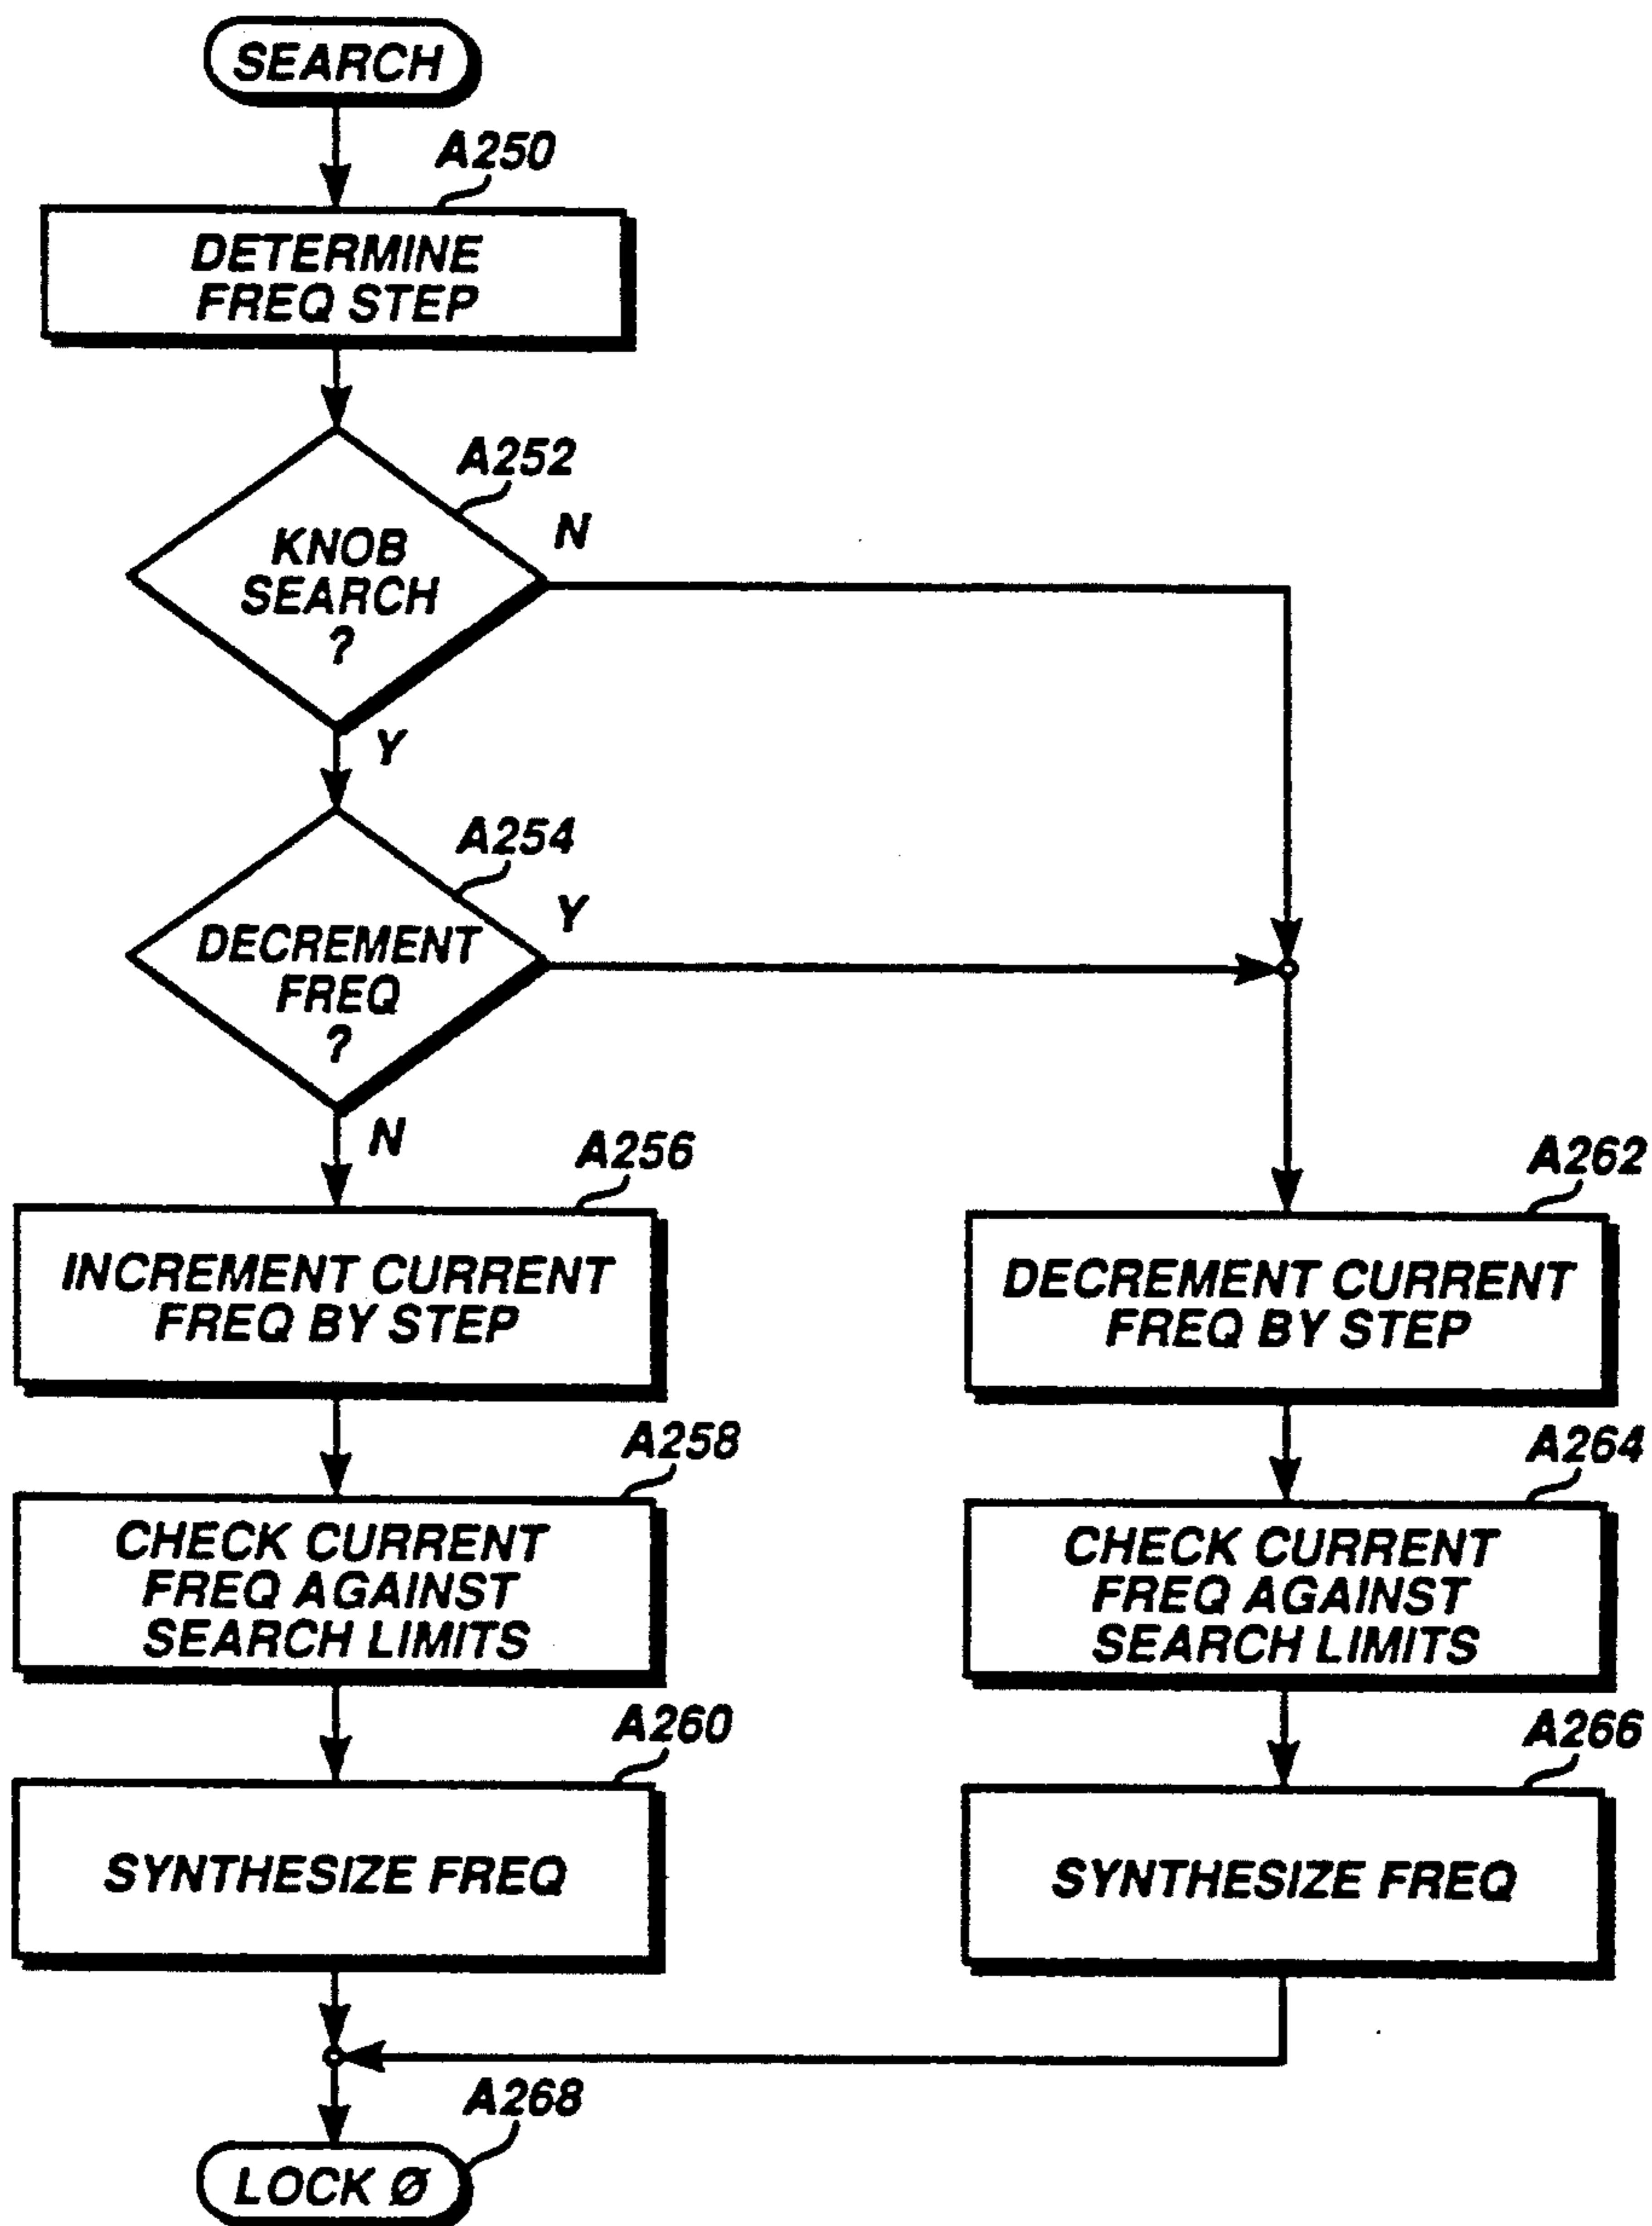 SEARCH
A250
DETERMINE
FREQ STEP
A252
KNOB
SEARCH
?
N
Y
A254
DECREMENT
FREQ
?
Y
N
A256
INCREMENT CURRENT
FREQ BY STEP
A262
DECREMENT CURRENT
FREQ BY STEP
A258
CHECK CURRENT
FREQ AGAINST
SEARCH LIMITS
A264
CHECK CURRENT
FREQ AGAINST
SEARCH LIMITS
A260
SYNTHESIZE FREQ
A266
SYNTHESIZE FREQ
A268
LOCK Ø